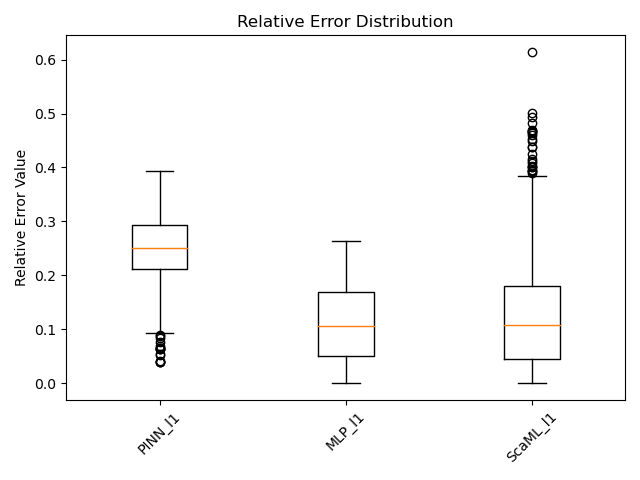 Relative Error Distribution
Relative Error Value
0.6
0.5
0.4
0.3
0.2
0.1
0.0
PINN_l1
MLP_l1
ScaML_l1